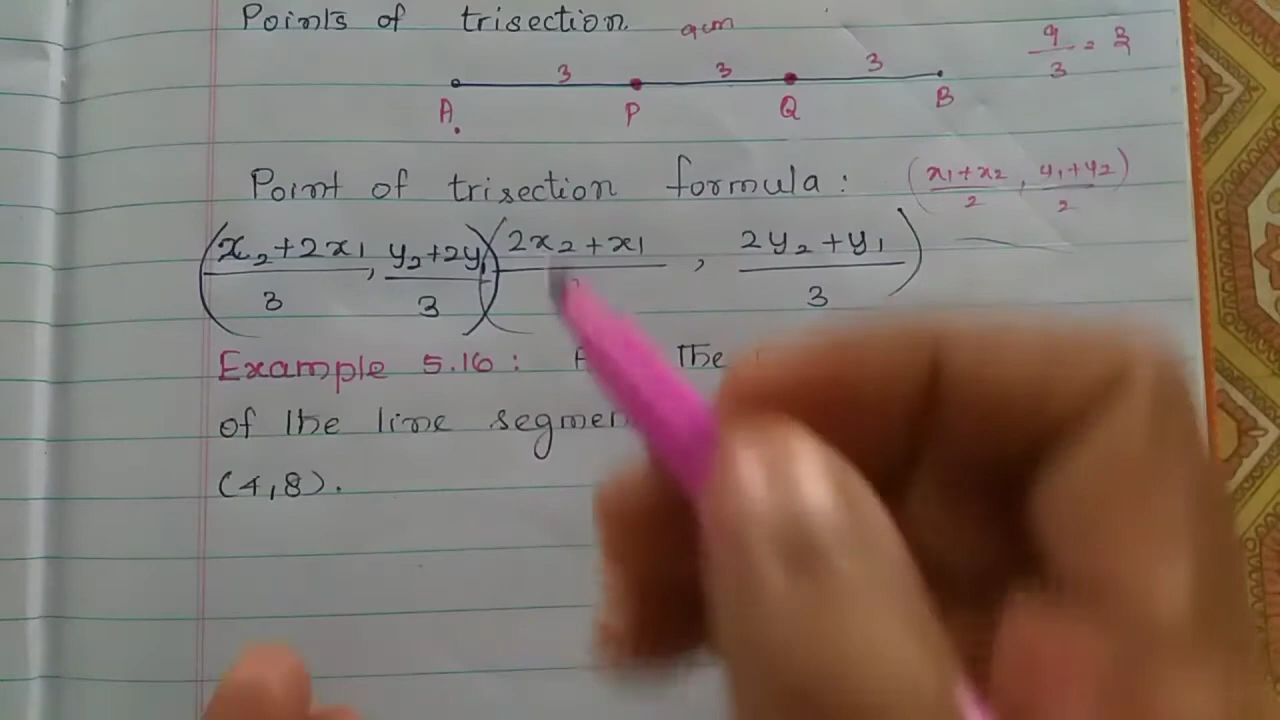 Points of trisection 9cm 9/3 = 3
3 3 3
A P Q B
Point of trisection formula : (x1+x2/2, y1+y2/2)
(x2+2x1/3, y2+2y1/3) (2x2+x1/, 2y2+y1/3)
Example 5.16 : The
of the line
(4,8).